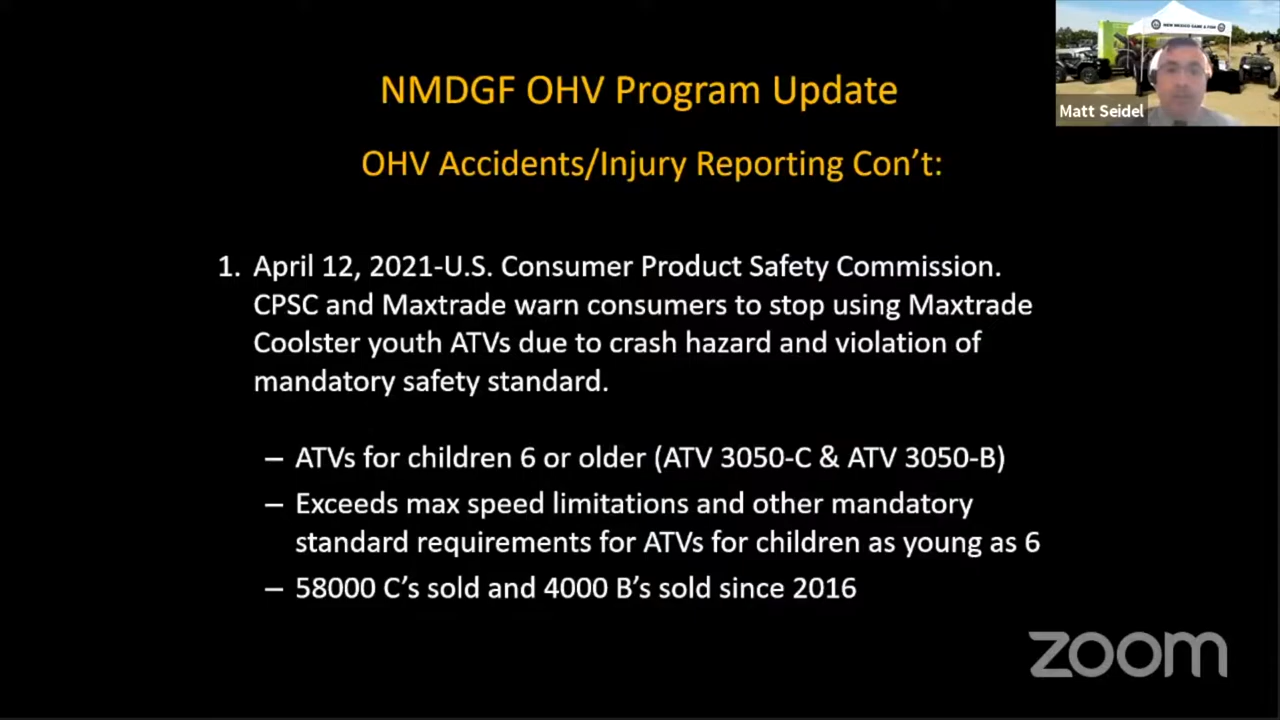 NMDGF OHV Program Update
NEW MEXICO GAME & FISH
Matt Seidel
OHV Accidents/Injury Reporting Con't:
1. April 12, 2021-U.S. Consumer Product Safety Commission.
CPSC and Maxtrade warn consumers to stop using Maxtrade
Coolster youth ATVs due to crash hazard and violation of
mandatory safety standard.
– ATVs for children 6 or older (ATV 3050-C & ATV 3050-B)
– Exceeds max speed limitations and other mandatory
standard requirements for ATVs for children as young as 6
– 58000 C's sold and 4000 B's sold since 2016
zoom